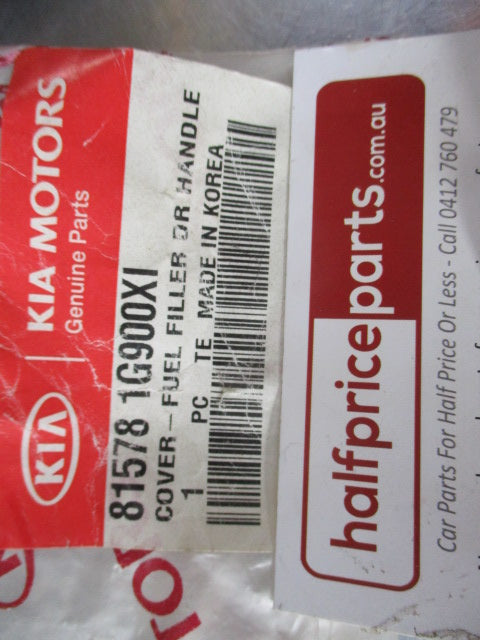 KIA
KIA MOTORS
Genuine Parts
81578 1G900XI
COVER-FUEL FILLER DR HANDLE
1 PC TE MADE IN KOREA
halfpriceparts.com.au
Car Parts For Half Price Or Less - Call 0412 760 479